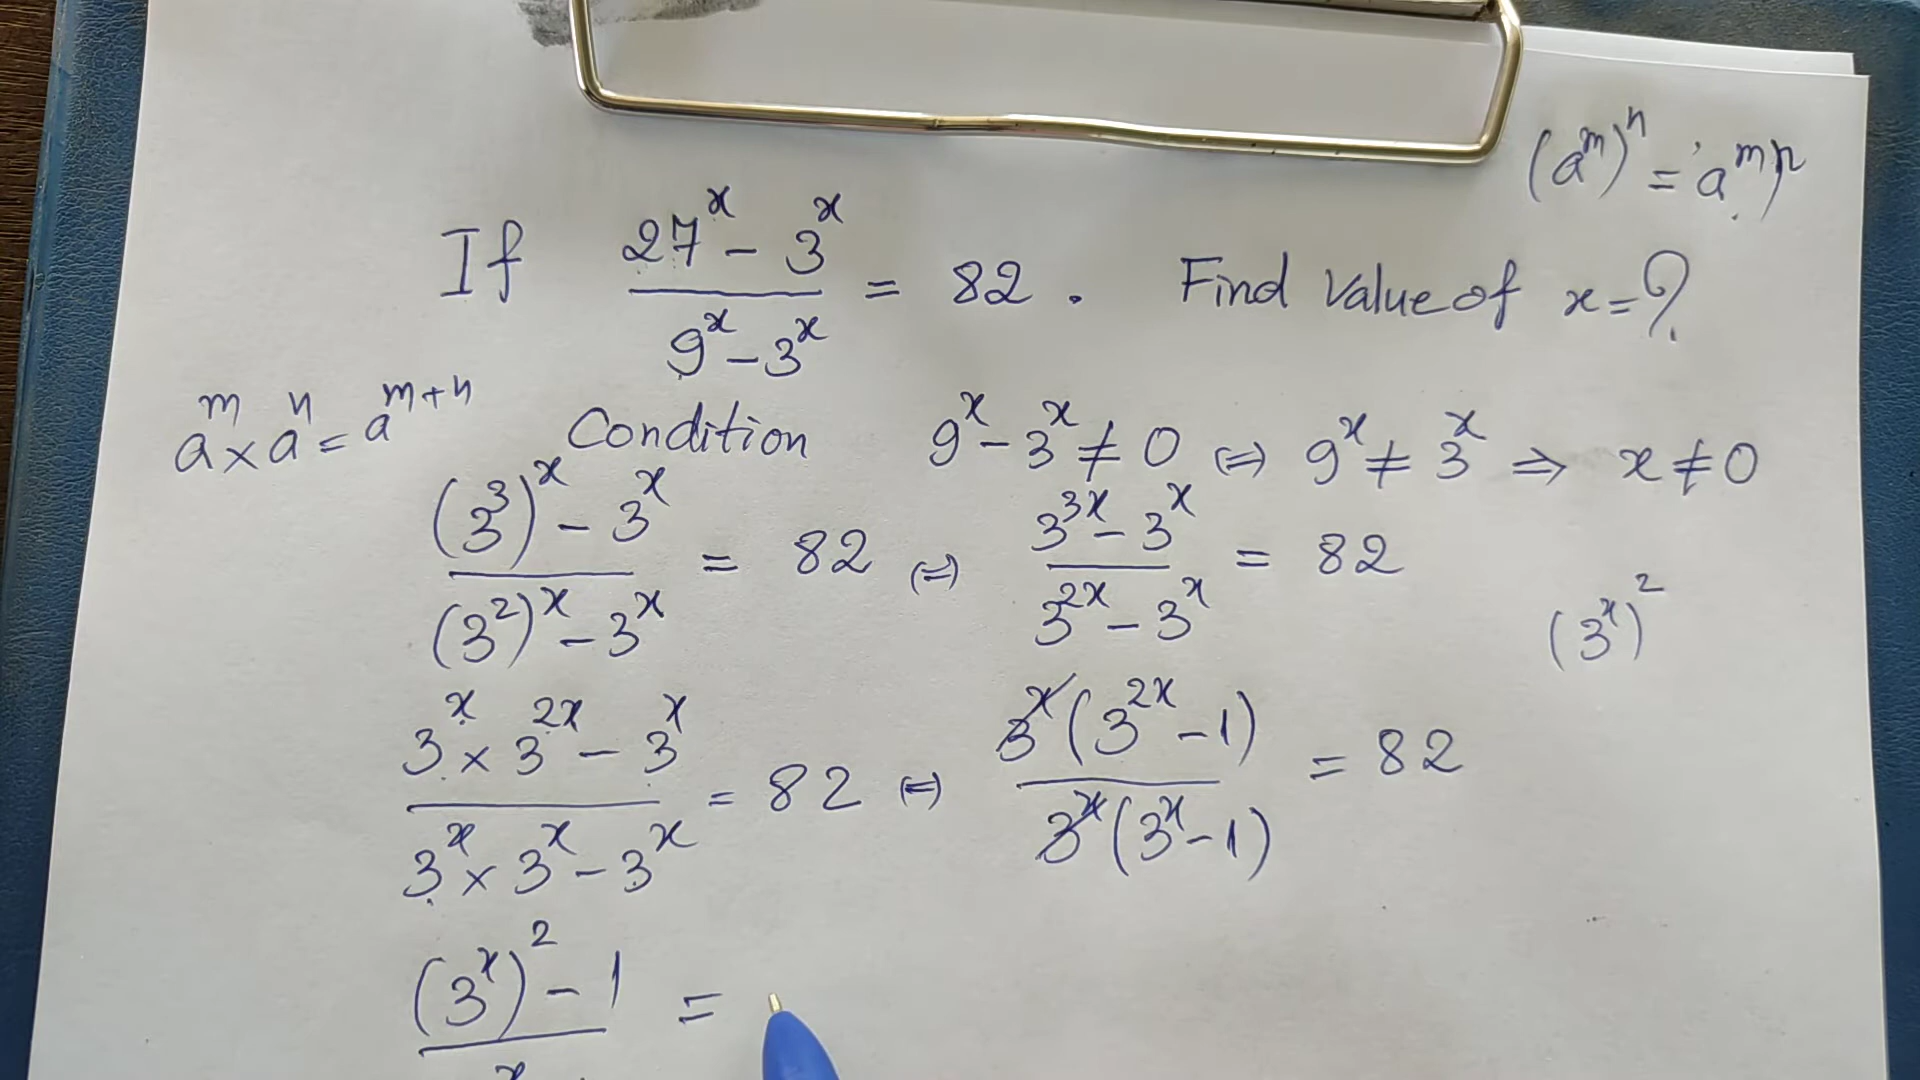 (a^m)^n = a^{mn}
If (27^x - 3^x)/(9^x - 3^x) = 82 . Find Value of x = ?
a^m × a^n = a^{m+n}
Condition 9^x - 3^x ≠ 0 ⇔ 9^x ≠ 3^x ⇒ x ≠ 0
((3^3)^x - 3^x)/((3^2)^x - 3^x) = 82 ⇔ (3^{3x} - 3^x)/(3^{2x} - 3^x) = 82
(3^x)^2
(3^x × 3^{2x} - 3^x)/(3^x × 3^x - 3^x) = 82 ⇔ (3^x(3^{2x} - 1))/(3^x(3^x - 1)) = 82
((3^x)^2 - 1)/(x =